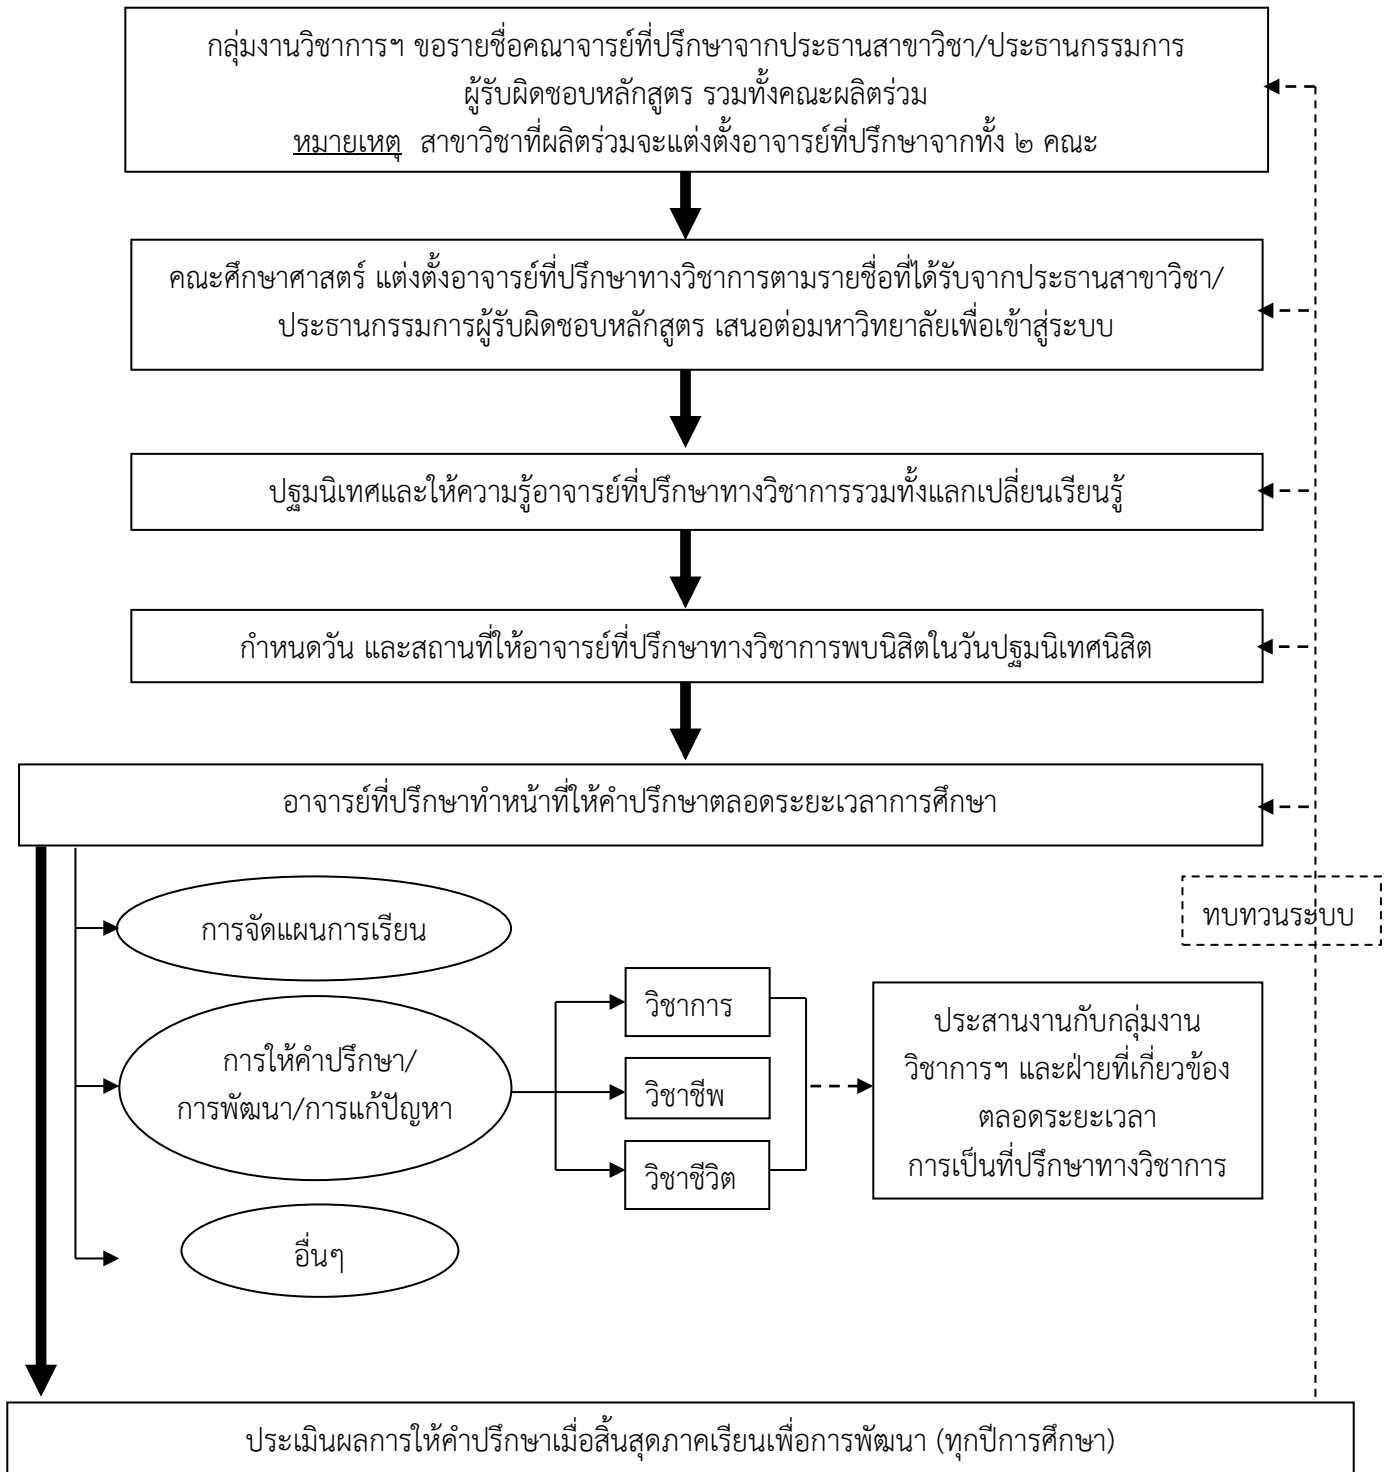 กลุ่มงานวิชาการฯ ขอรายชื่อคณาจารย์ที่ปรึกษาจากประธานสาขาวิชา/ประธานกรรมการ
ผู้รับผิดชอบหลักสูตร รวมทั้งคณะผลิตร่วม
หมายเหตุ สาขาวิชาที่ผลิตร่วมจะแต่งตั้งอาจารย์ที่ปรึกษาจากทั้ง ๒ คณะ
คณะศึกษาศาสตร์ แต่งตั้งอาจารย์ที่ปรึกษาทางวิชาการตามรายชื่อที่ได้รับจากประธานสาขาวิชา/
ประธานกรรมการผู้รับผิดชอบหลักสูตร เสนอต่อมหาวิทยาลัยเพื่อเข้าสู่ระบบ
ปฐมนิเทศและให้ความรู้อาจารย์ที่ปรึกษาทางวิชาการรวมทั้งแลกเปลี่ยนเรียนรู้
กำหนดวัน และสถานที่ให้อาจารย์ที่ปรึกษาทางวิชาการพบนิสิตในวันปฐมนิเทศนิสิต
อาจารย์ที่ปรึกษาทำหน้าที่ให้คำปรึกษาตลอดระยะเวลาการศึกษา
การจัดแผนการเรียน
ทบทวนระบบ
การให้คำปรึกษา/
การพัฒนา/การแก้ปัญหา
วิชาการ
วิชาชีพ
วิชาชีวิต
ประสานงานกับกลุ่มงาน
วิชาการฯ และฝ่ายที่เกี่ยวข้อง
ตลอดระยะเวลา
การเป็นที่ปรึกษาทางวิชาการ
อื่นๆ
ประเมินผลการให้คำปรึกษาเมื่อสิ้นสุดภาคเรียนเพื่อการพัฒนา (ทุกปีการศึกษา)